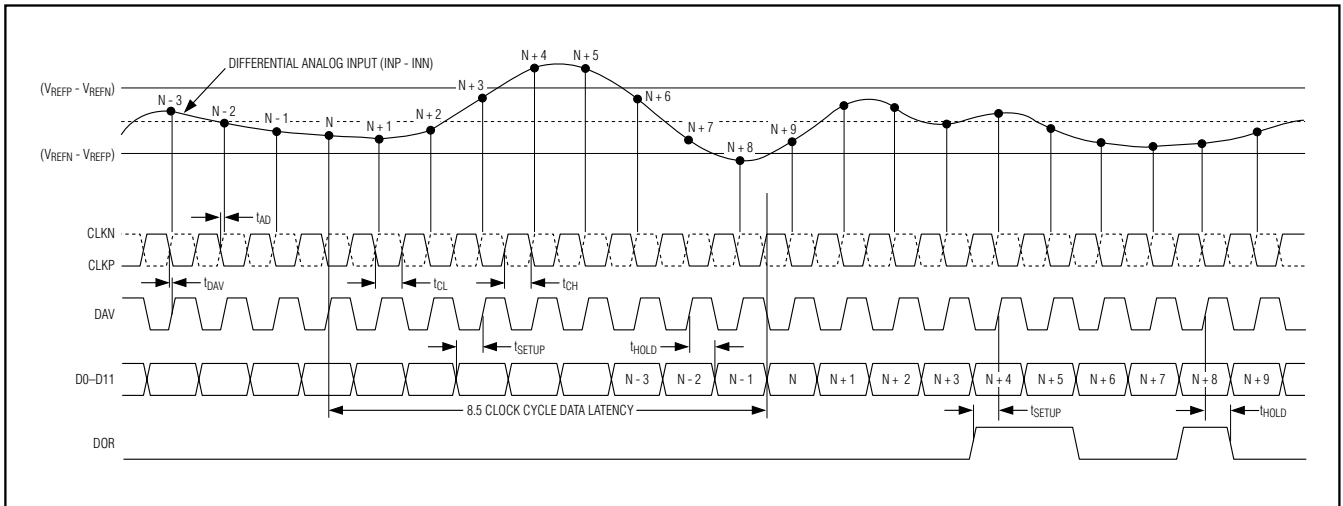 DIFFERENTIAL ANALOG INPUT (INP - INN)
N + 4 N + 5
(VREFP - VREFN)
N - 3 N - 2 N - 1 N N + 1 N + 2 N + 3 N + 6 N + 7 N + 8 N + 9
(VREFN - VREFP)
tAD
CLKN
CLKP
tDAV tCL tCH
DAV
tSETUP tHOLD
D0–D11 N - 3 N - 2 N - 1 N N + 1 N + 2 N + 3 N + 4 N + 5 N + 6 N + 7 N + 8 N + 9
8.5 CLOCK CYCLE DATA LATENCY
tSETUP tHOLD
DOR